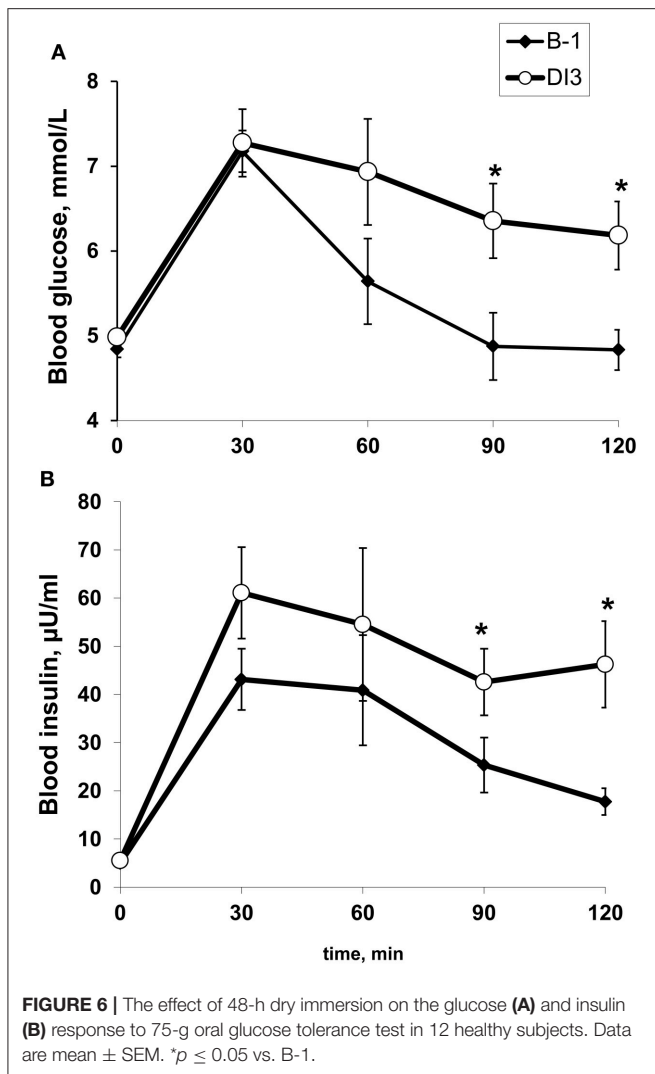 A
B-1
DI3
Blood glucose, mmol/L
8
7
6
5
4
* *
0 30 60 90 120
B
Blood insulin, µU/ml
80
70
60
50
40
30
20
10
0
* *
0 30 60 90 120
time, min
FIGURE 6 | The effect of 48-h dry immersion on the glucose (A) and insulin
(B) response to 75-g oral glucose tolerance test in 12 healthy subjects. Data
are mean ± SEM. *p ≤ 0.05 vs. B-1.